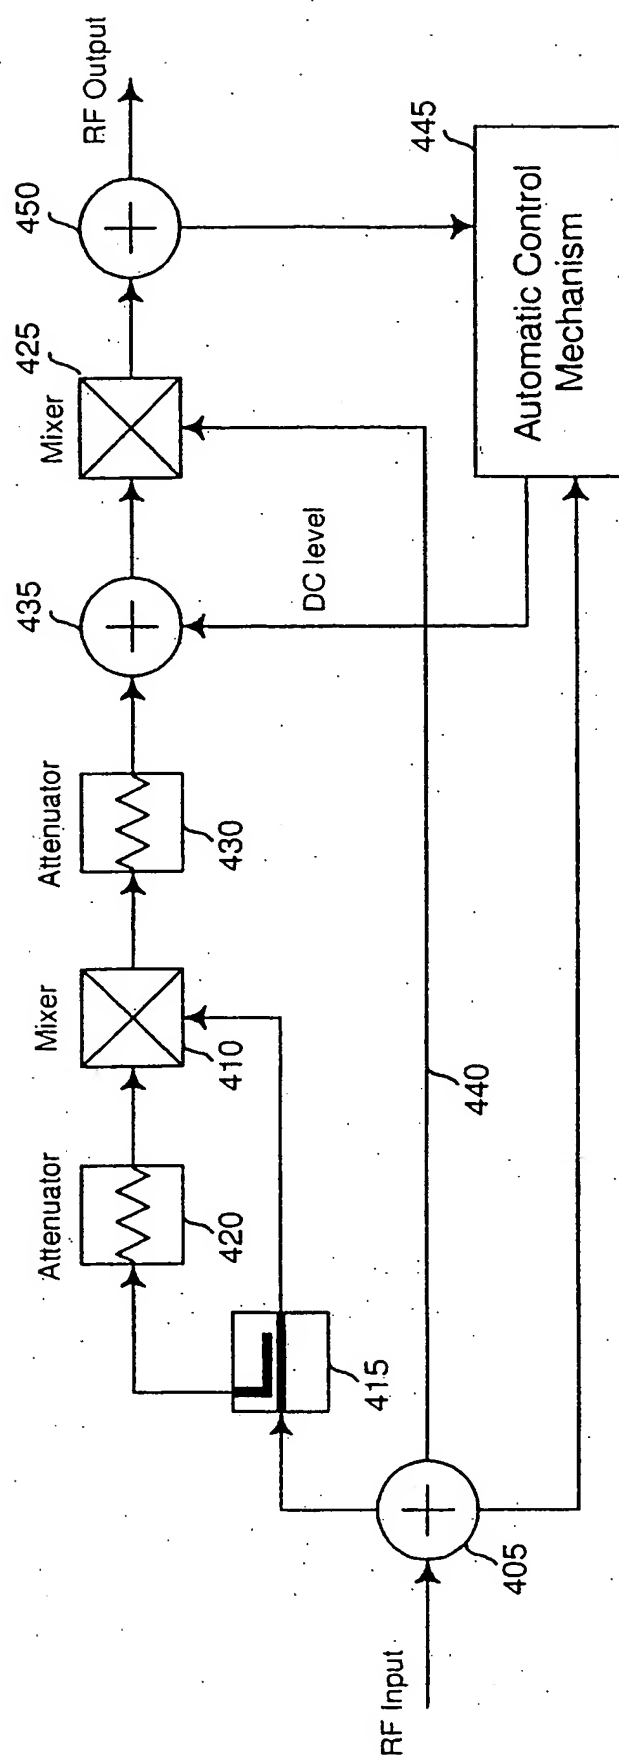 RF Input
405
415
Attenuator
420
Mixer
410
Attenuator
430
435
DC level
440
Mixer
425
450
RF Output
445
Automatic Control
Mechanism